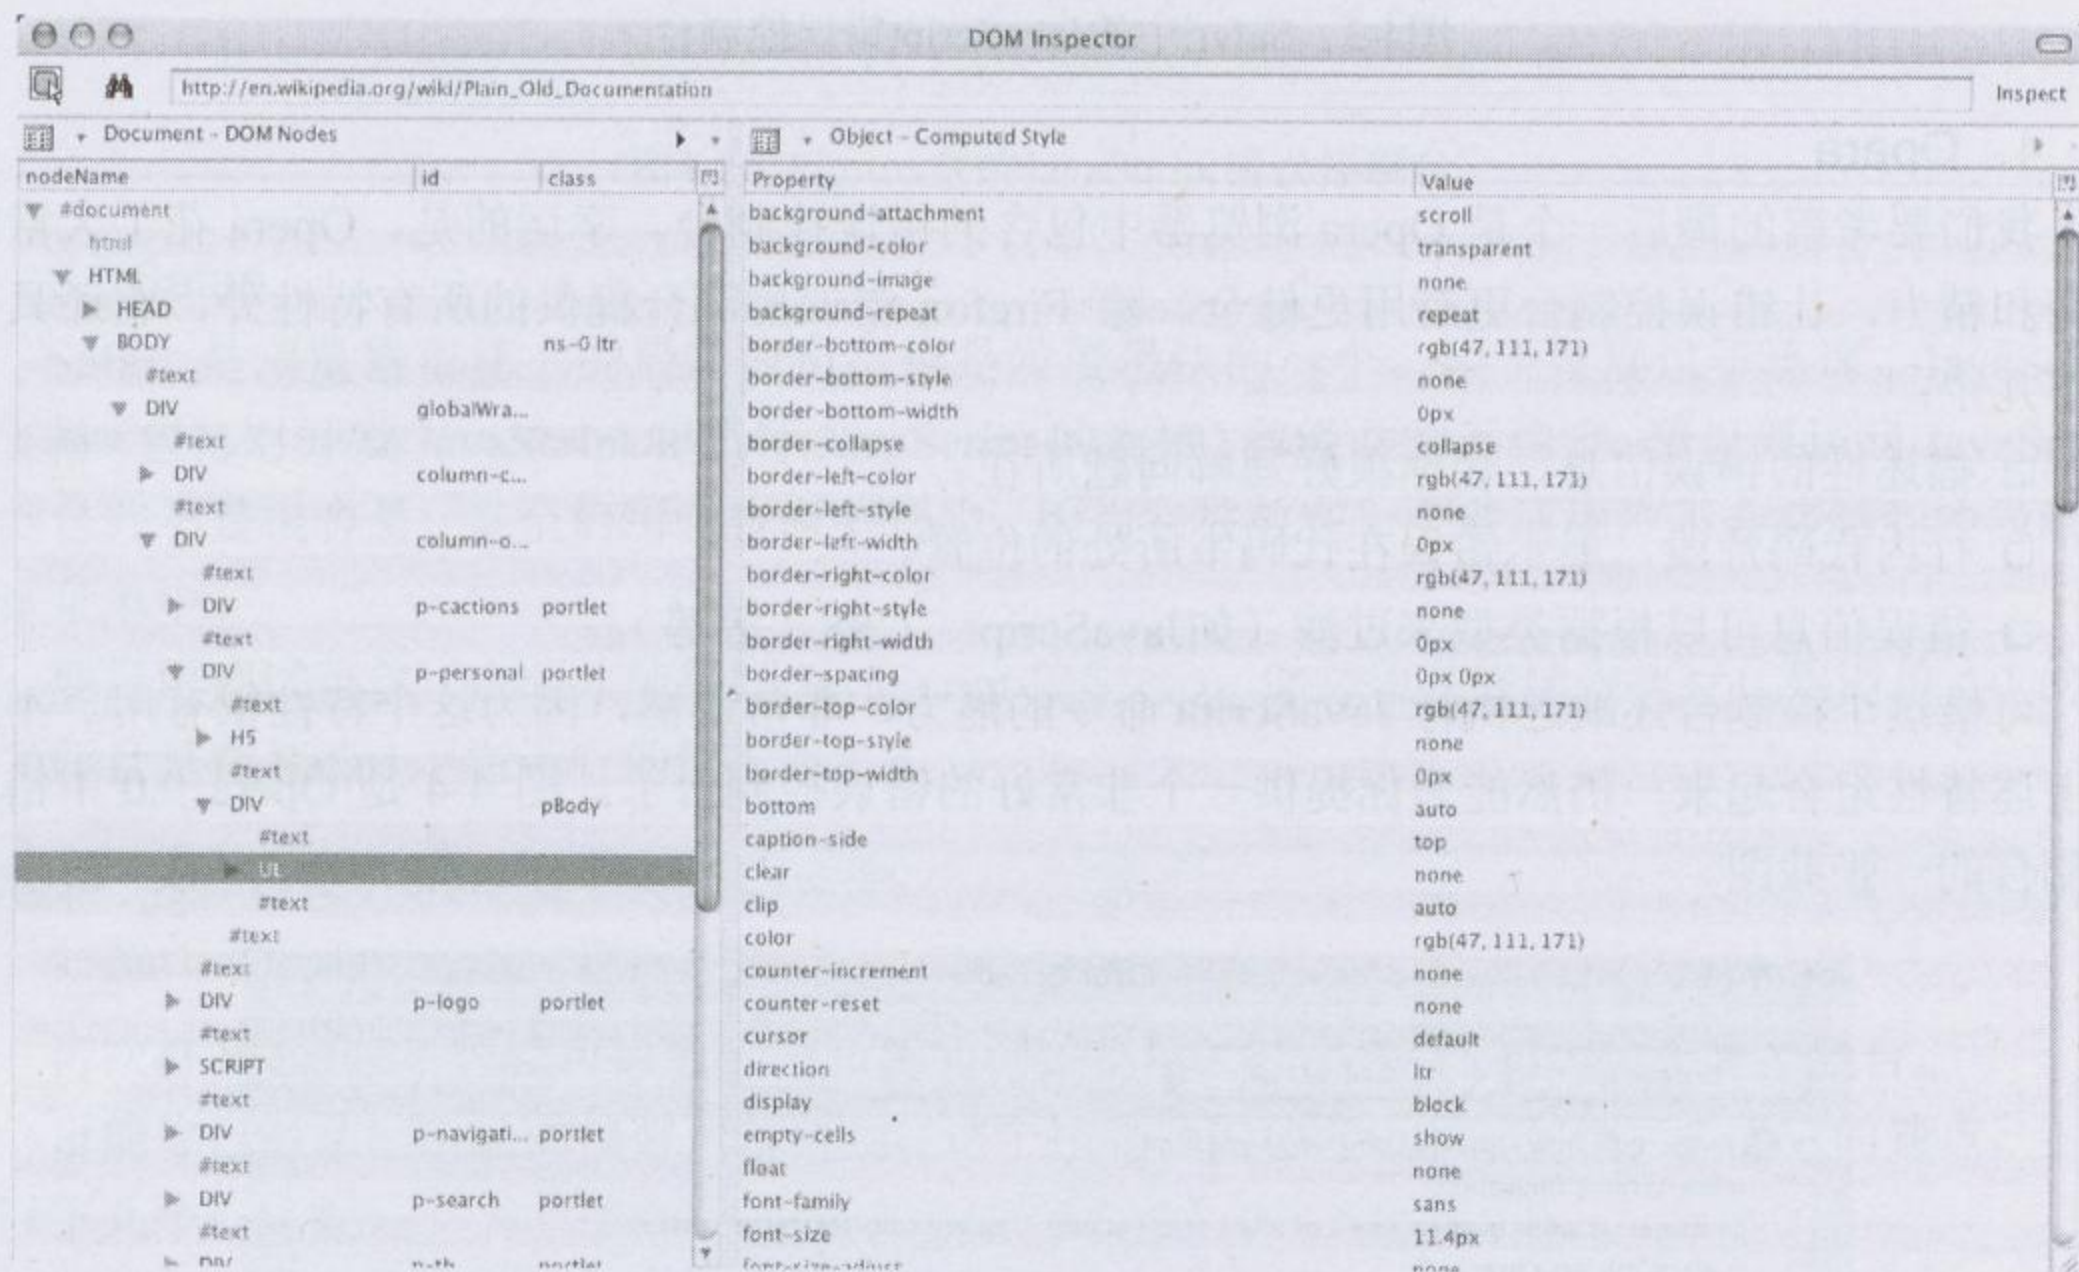 DOM Inspector
http://en.wikipedia.org/wiki/Plain_Old_Documentation Inspect
Document - DOM Nodes
nodeName id class
#document
html
HTML
HEAD
BODY ns-0 ltr
#text
DIV globalWra...
#text
DIV column-c...
#text
DIV column-o...
#text
DIV p-cactions portlet
#text
DIV p-personal portlet
#text
H5
#text
DIV pBody
#text
UL
#text
#text
#text
DIV p-logo portlet
#text
SCRIPT
#text
DIV p-navigati... portlet
#text
DIV p-search portlet
#text
Object - Computed Style
Property Value
background-attachment scroll
background-color transparent
background-image none
background-repeat repeat
border-bottom-color rgb(47, 111, 171)
border-bottom-style none
border-bottom-width 0px
border-collapse collapse
border-left-color rgb(47, 111, 171)
border-left-style none
border-left-width 0px
border-right-color rgb(47, 111, 171)
border-right-style none
border-right-width 0px
border-spacing 0px 0px
border-top-color rgb(47, 111, 171)
border-top-style none
border-top-width 0px
bottom auto
caption-side top
clear none
clip auto
color rgb(47, 111, 171)
counter-increment none
counter-reset none
cursor default
direction ltr
display block
empty-cells show
float none
font-family sans
font-size 11.4px
font-size-adjust none